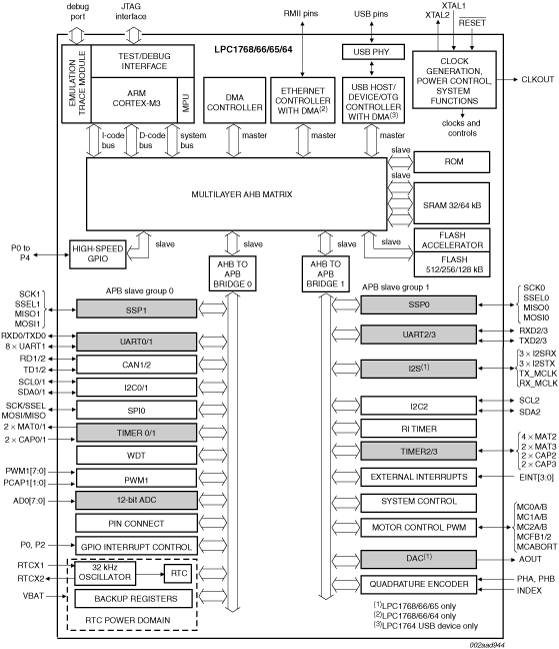 debug port
JTAG interface
RMII pins
USB pins
XTAL1
XTAL2
RESET
LPC1768/66/65/64
EMULATION TRACE MODULE
TEST/DEBUG INTERFACE
ARM CORTEX-M3
MPU
DMA CONTROLLER
ETHERNET CONTROLLER WITH DMA(2)
USB PHY
USB HOST/ DEVICE/OTG CONTROLLER WITH DMA(3)
CLOCK GENERATION, POWER CONTROL, SYSTEM FUNCTIONS
CLKOUT
clocks and controls
I-code bus
D-code bus
system bus
master
master
master
MULTILAYER AHB MATRIX
slave
ROM
slave
SRAM 32/64 kB
slave
FLASH ACCELERATOR
FLASH 512/256/128 kB
P0 to P4
HIGH-SPEED GPIO
slave
slave
slave
AHB TO APB BRIDGE 0
AHB TO APB BRIDGE 1
APB slave group 0
APB slave group 1
SCK1
SSEL1
MISO1
MOSI1
SSP1
RXD0/TXD0
8 × UART1
UART0/1
RD1/2
TD1/2
CAN1/2
SCL0/1
SDA0/1
I2C0/1
SCK/SSEL
MOSI/MISO
SPI0
2 × MAT0/1
2 × CAP0/1
TIMER 0/1
WDT
PWM1[7:0]
PCAP1[1:0]
PWM1
AD0[7:0]
12-bit ADC
PIN CONNECT
P0, P2
GPIO INTERRUPT CONTROL
RTCX1
RTCX2
32 kHz OSCILLATOR
RTC
VBAT
BACKUP REGISTERS
RTC POWER DOMAIN
SSP0
SCK0
SSEL0
MISO0
MOSI0
UART2/3
RXD2/3
TXD2/3
I2S(1)
3 × I2SRX
3 × I2STX
TX_MCLK
RX_MCLK
I2C2
SCL2
SDA2
RI TIMER
TIMER2/3
4 × MAT2
2 × MAT3
2 × CAP2
2 × CAP3
EXTERNAL INTERRUPTS
EINT[3:0]
SYSTEM CONTROL
MOTOR CONTROL PWM
MC0A/B
MC1A/B
MC2A/B
MCFB1/2
MCABORT
DAC(1)
AOUT
QUADRATURE ENCODER
PHA, PHB
INDEX
(1)LPC1768/66/65 only
(2)LPC1768/66/64 only
(3)LPC1764 USB device only
002aad944